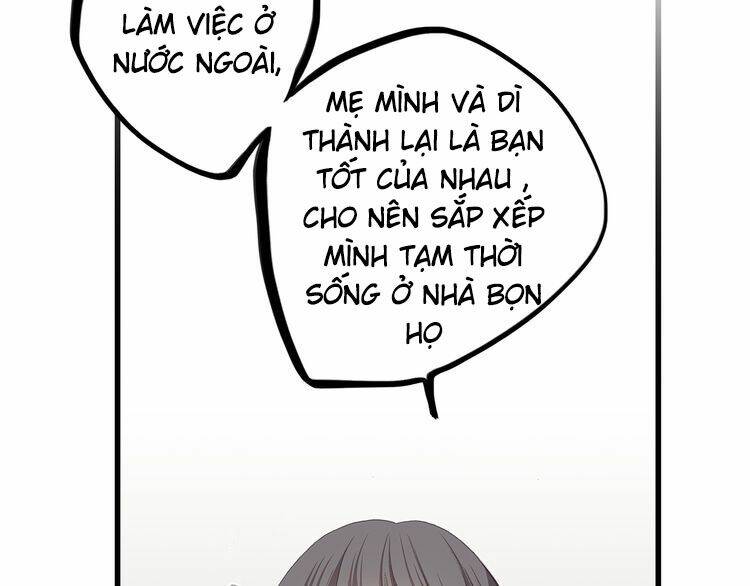 LÀM VIỆC Ở
NƯỚC NGOÀI,
MẸ MÌNH VÀ DÌ
THÀNH LẠI LÀ BẠN
TỐT CỦA NHAU ,
CHO NÊN SẮP XẾP
MÌNH TẠM THỜI
SỐNG Ở NHÀ BỌN
HỌ